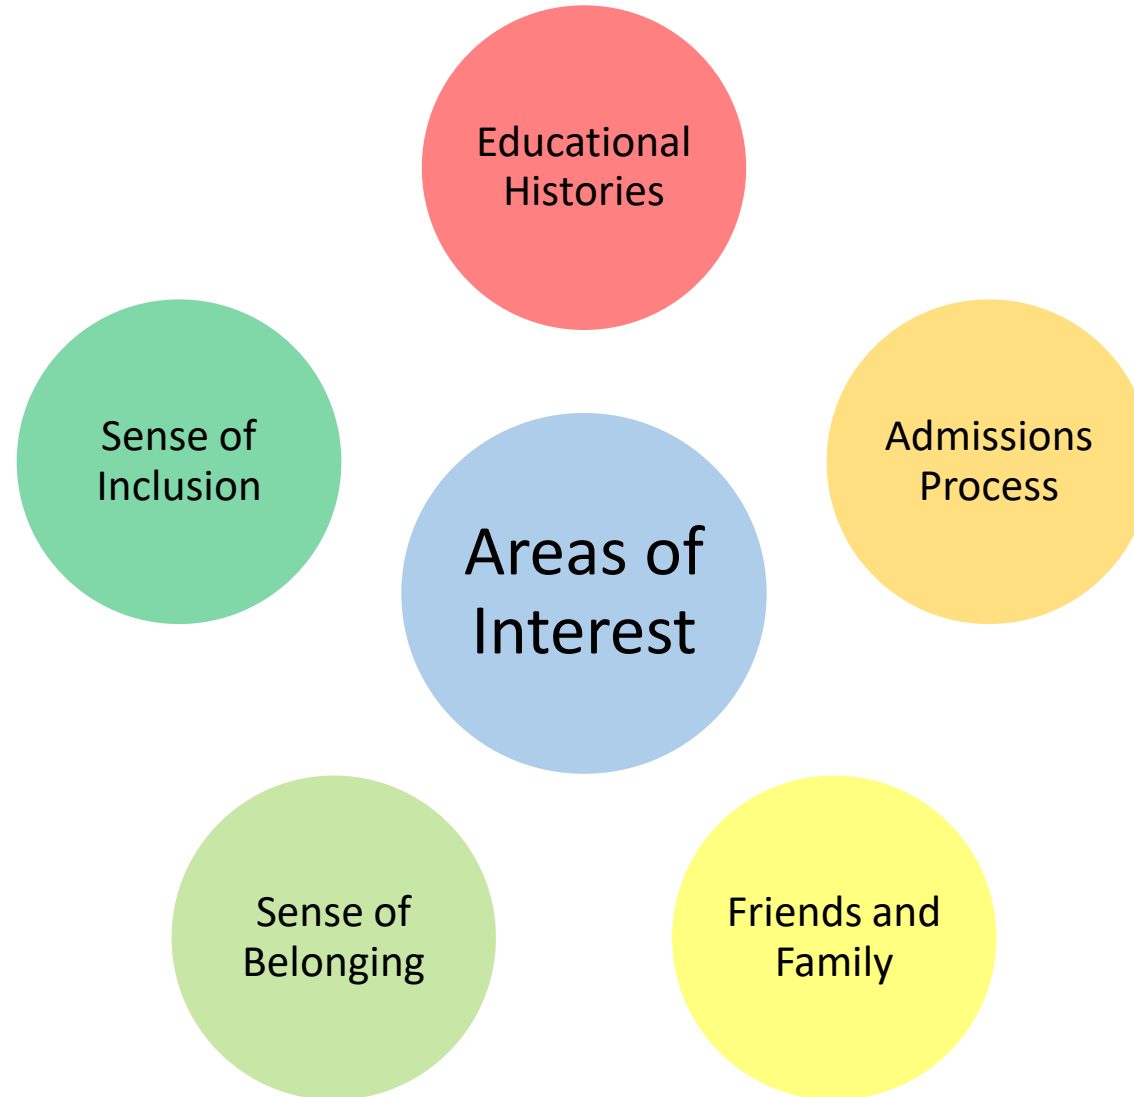 Educational
Histories
Admissions
Process
Friends and
Family
Sense of
Belonging
Sense of
Inclusion
Areas of
Interest